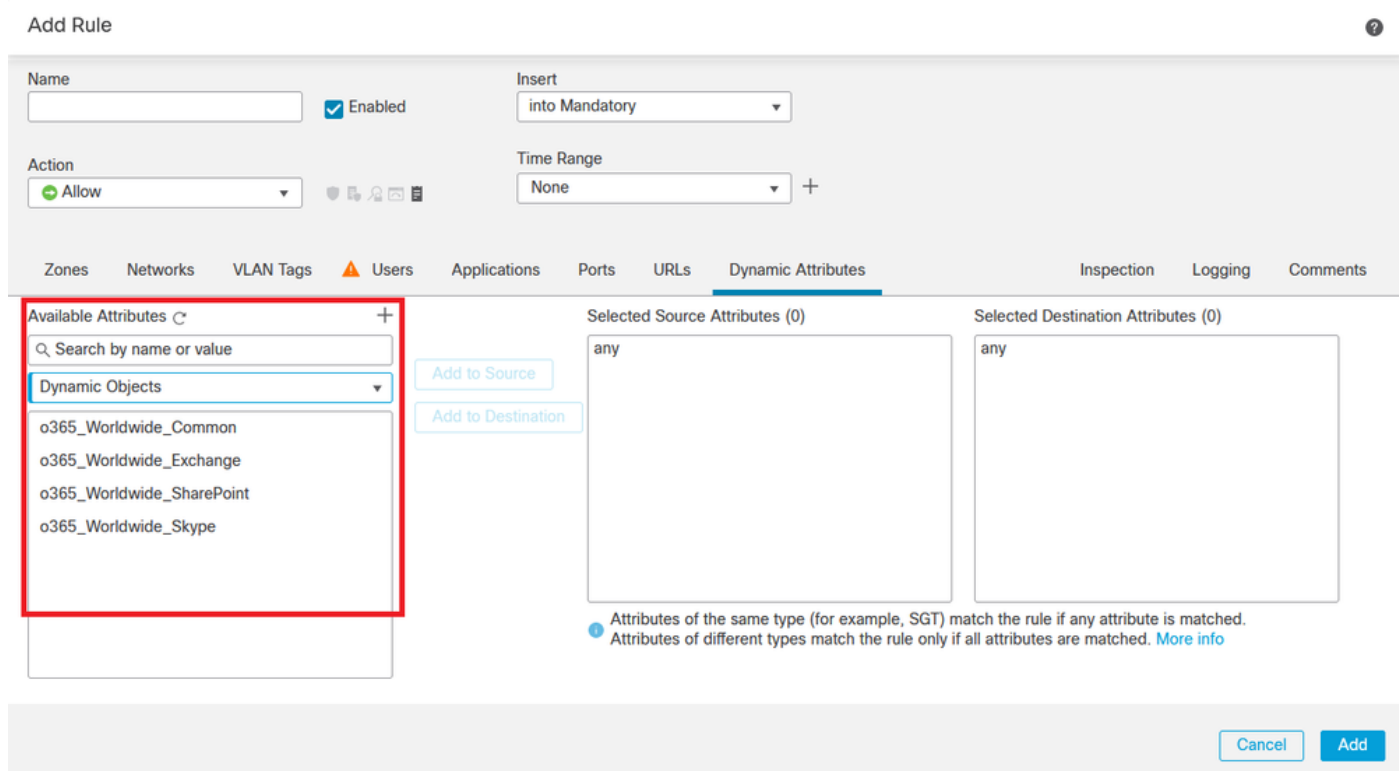 Add Rule
?
Name
Enabled
Insert
into Mandatory
Action
Allow
Time Range
None
Zones Networks VLAN Tags Users Applications Ports URLs Dynamic Attributes Inspection Logging Comments
Available Attributes
Search by name or value
Dynamic Objects
o365_Worldwide_Common
o365_Worldwide_Exchange
o365_Worldwide_SharePoint
o365_Worldwide_Skype
Add to Source
Add to Destination
Selected Source Attributes (0)
any
Selected Destination Attributes (0)
any
Attributes of the same type (for example, SGT) match the rule if any attribute is matched.
Attributes of different types match the rule only if all attributes are matched. More info
Cancel Add